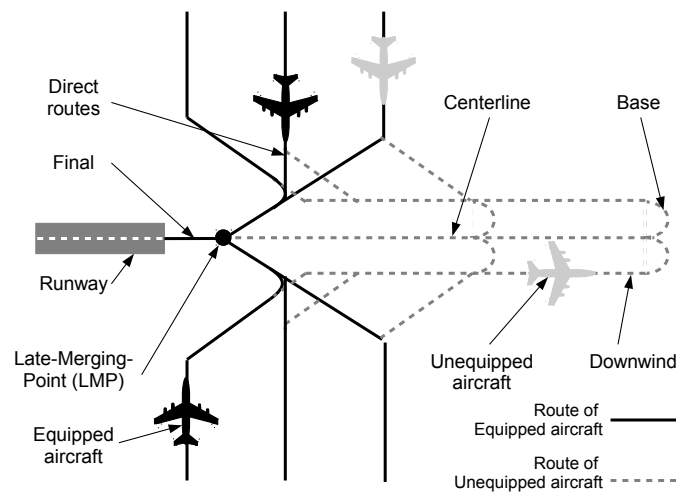 Direct
routes
Centerline
Base
Final
Runway
Late-Merging-
Point (LMP)
Unequipped
aircraft
Downwind
Equipped
aircraft
Route of
Equipped aircraft
Route of
Unequipped aircraft